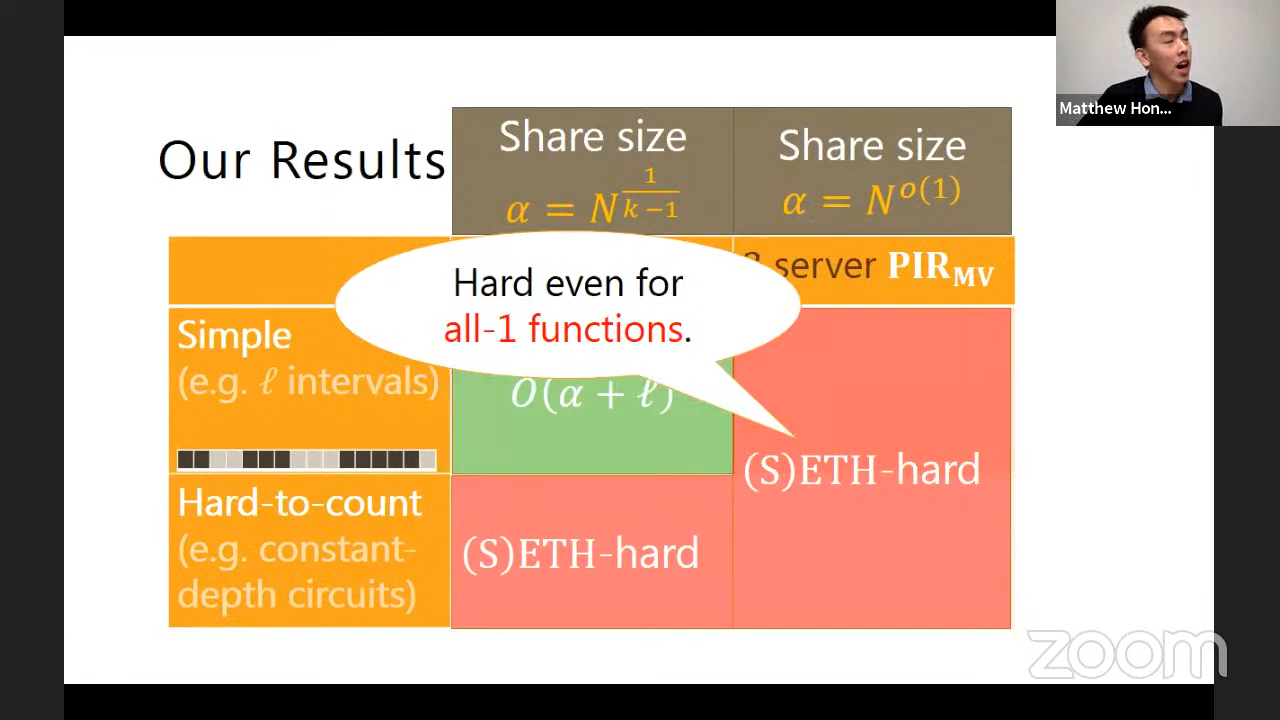 Matthew Hon...
Our Results
Share size
α = N^{1/(k−1)}
Share size
α = N^{o(1)}
server PIR_MV
Hard even for
all-1 functions.
Simple
(e.g. ℓ intervals)
O(α + ℓ)
(S)ETH-hard
Hard-to-count
(e.g. constant-
depth circuits)
(S)ETH-hard
zoom